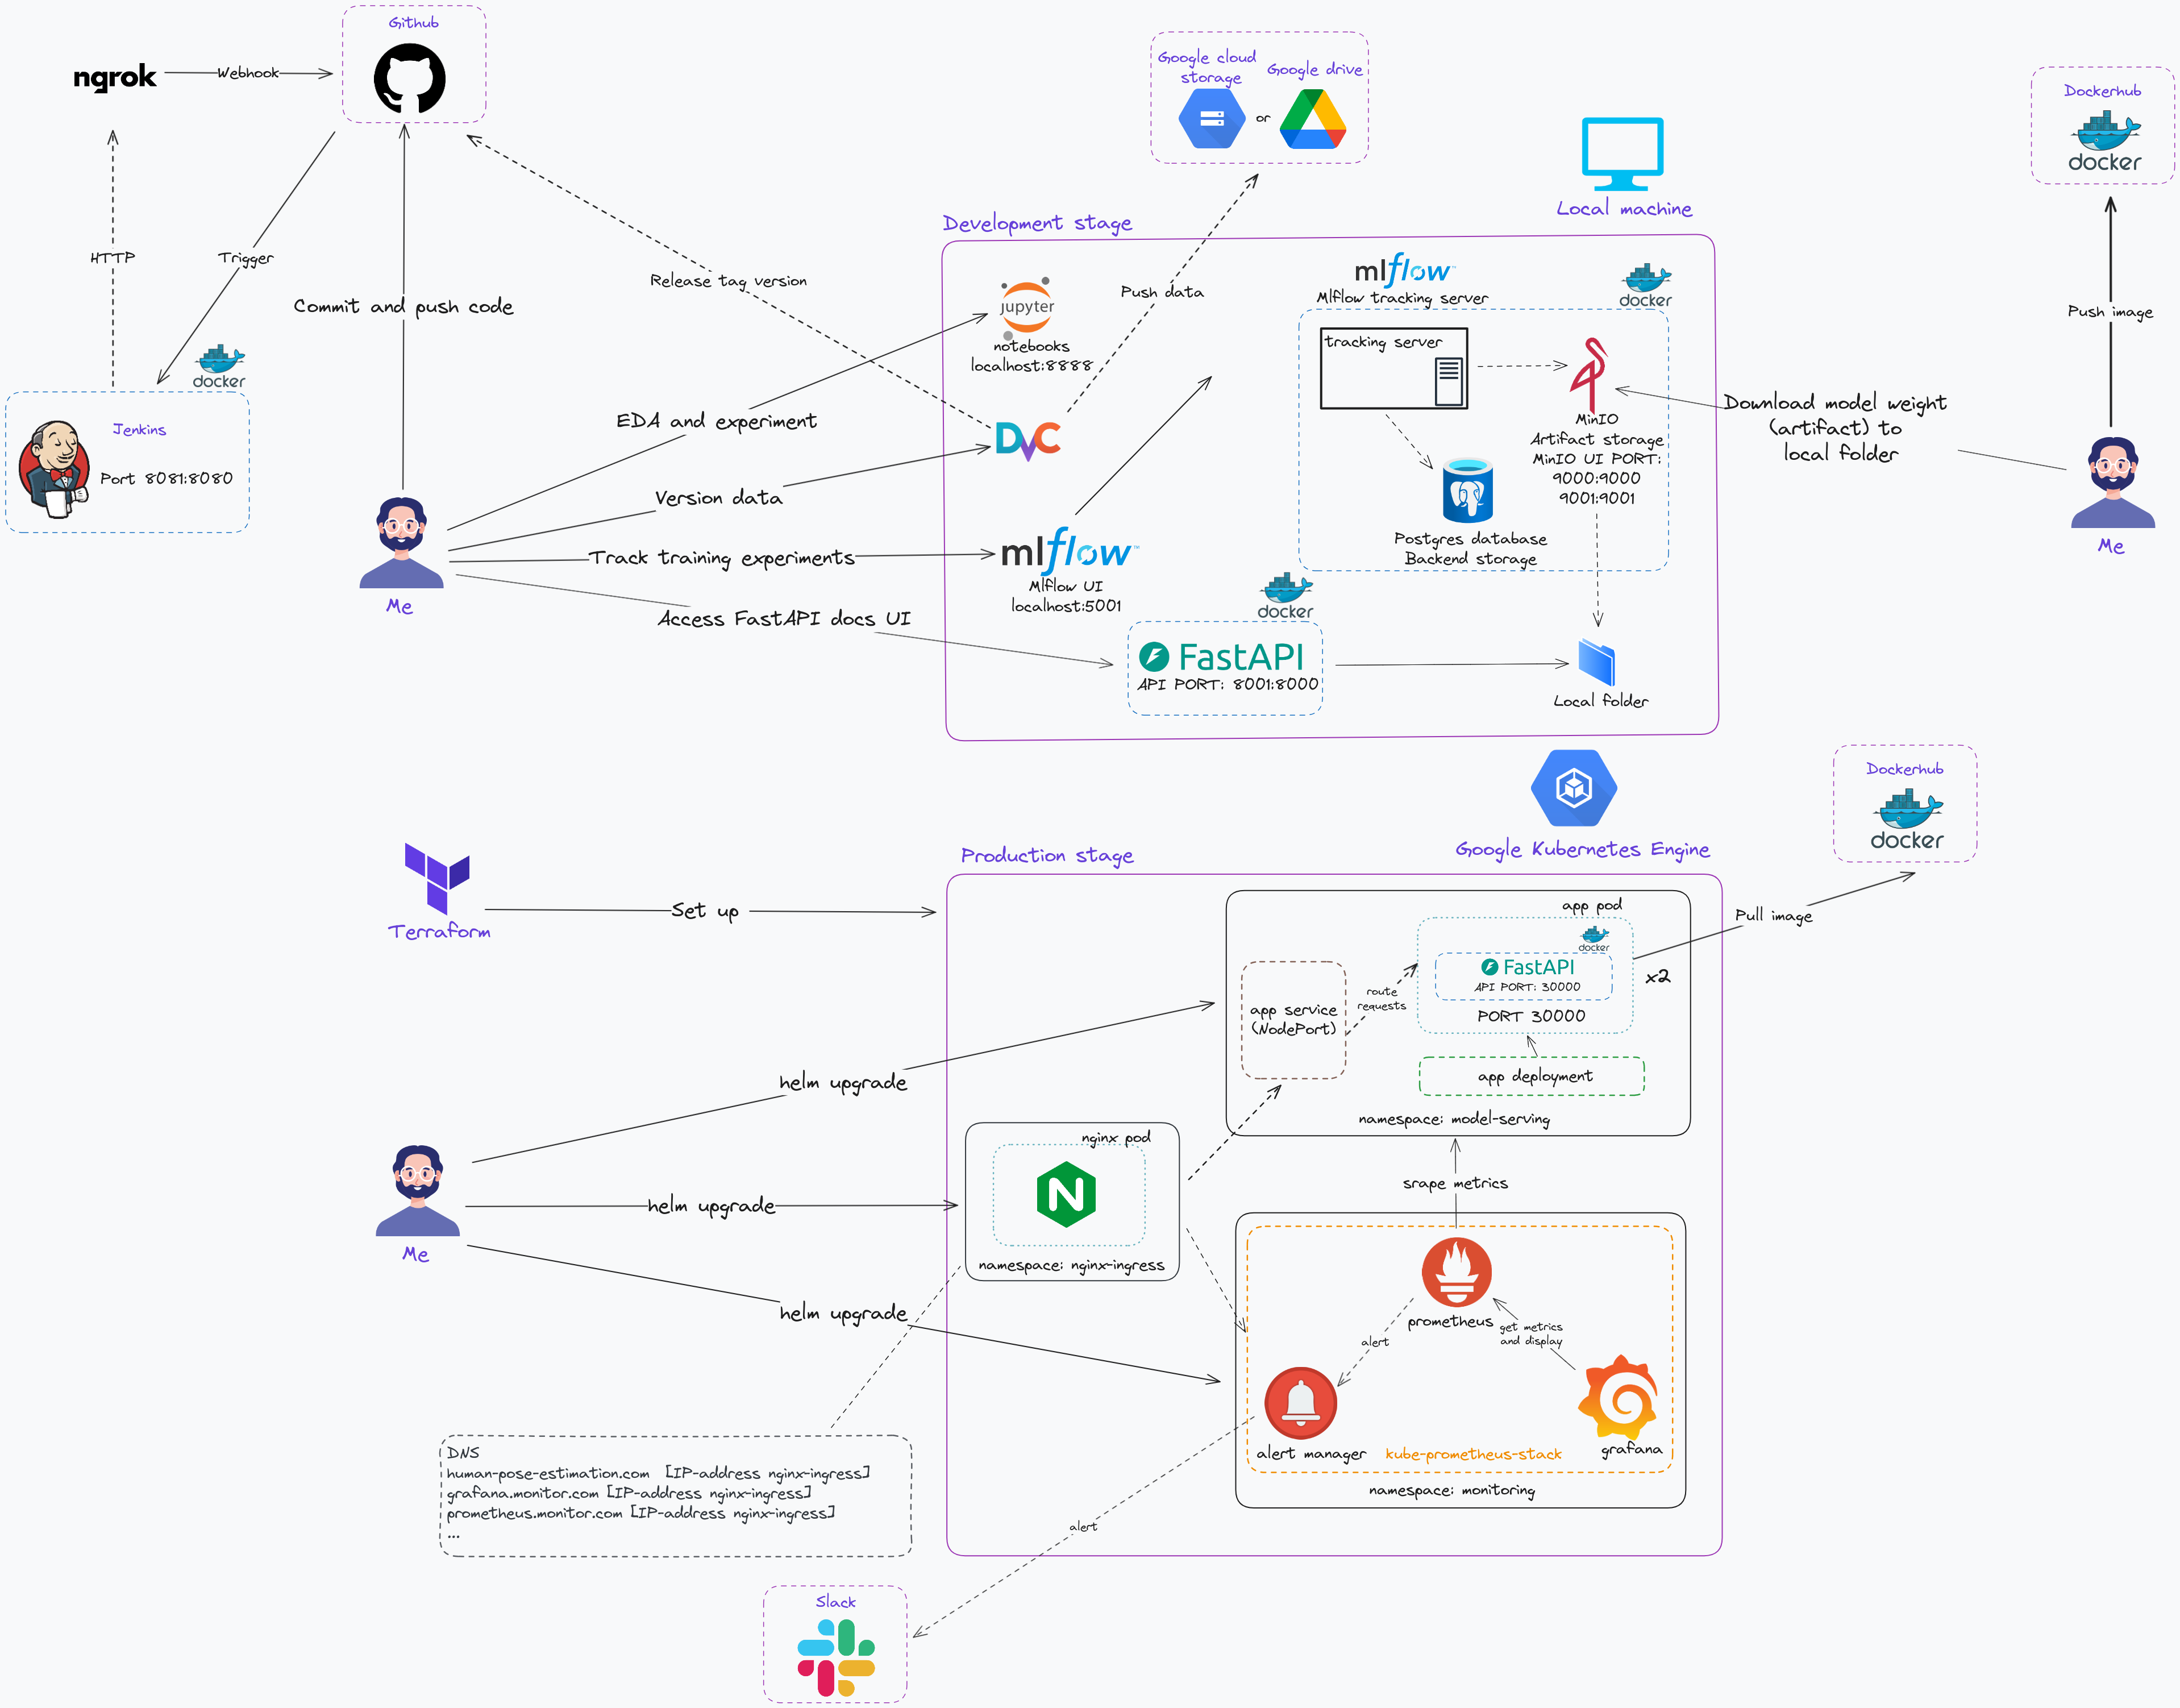 Github
ngrok
Webhook
HTTP
Trigger
Commit and push code
docker
Jenkins
Port 8081:8080
Me
Release tag version
EDA and experiment
Version data
Track training experiments
Access FastAPI docs UI
Google cloud
storage
or
Google drive
Push data
Local machine
Development stage
jupyter
notebooks
localhost:8888
DVC
mlflow™
Mlflow UI
localhost:5001
mlflow™
Mlflow tracking server
docker
tracking server
MinIO
Artifact storage
MinIO UI PORT:
9000:9000
9001:9001
Postgres database
Backend storage
docker
FastAPI
API PORT: 8001:8000
Local folder
Download model weight
(artifact) to
local folder
Dockerhub
docker
Push image
Me
Terraform
Set up
Production stage
Google Kubernetes Engine
Dockerhub
docker
Pull image
app pod
docker
FastAPI
API PORT: 30000
PORT 30000
x2
app service
(NodePort)
route
requests
app deployment
namespace: model-serving
Me
helm upgrade
helm upgrade
helm upgrade
nginx pod
N
namespace: nginx-ingress
srape metrics
prometheus
get metrics
and display
alert
alert manager
kube-prometheus-stack
grafana
namespace: monitoring
DNS
human-pose-estimation.com [IP-address nginx-ingress]
grafana.monitor.com [IP-address nginx-ingress]
prometheus.monitor.com [IP-address nginx-ingress]
...
alert
Slack